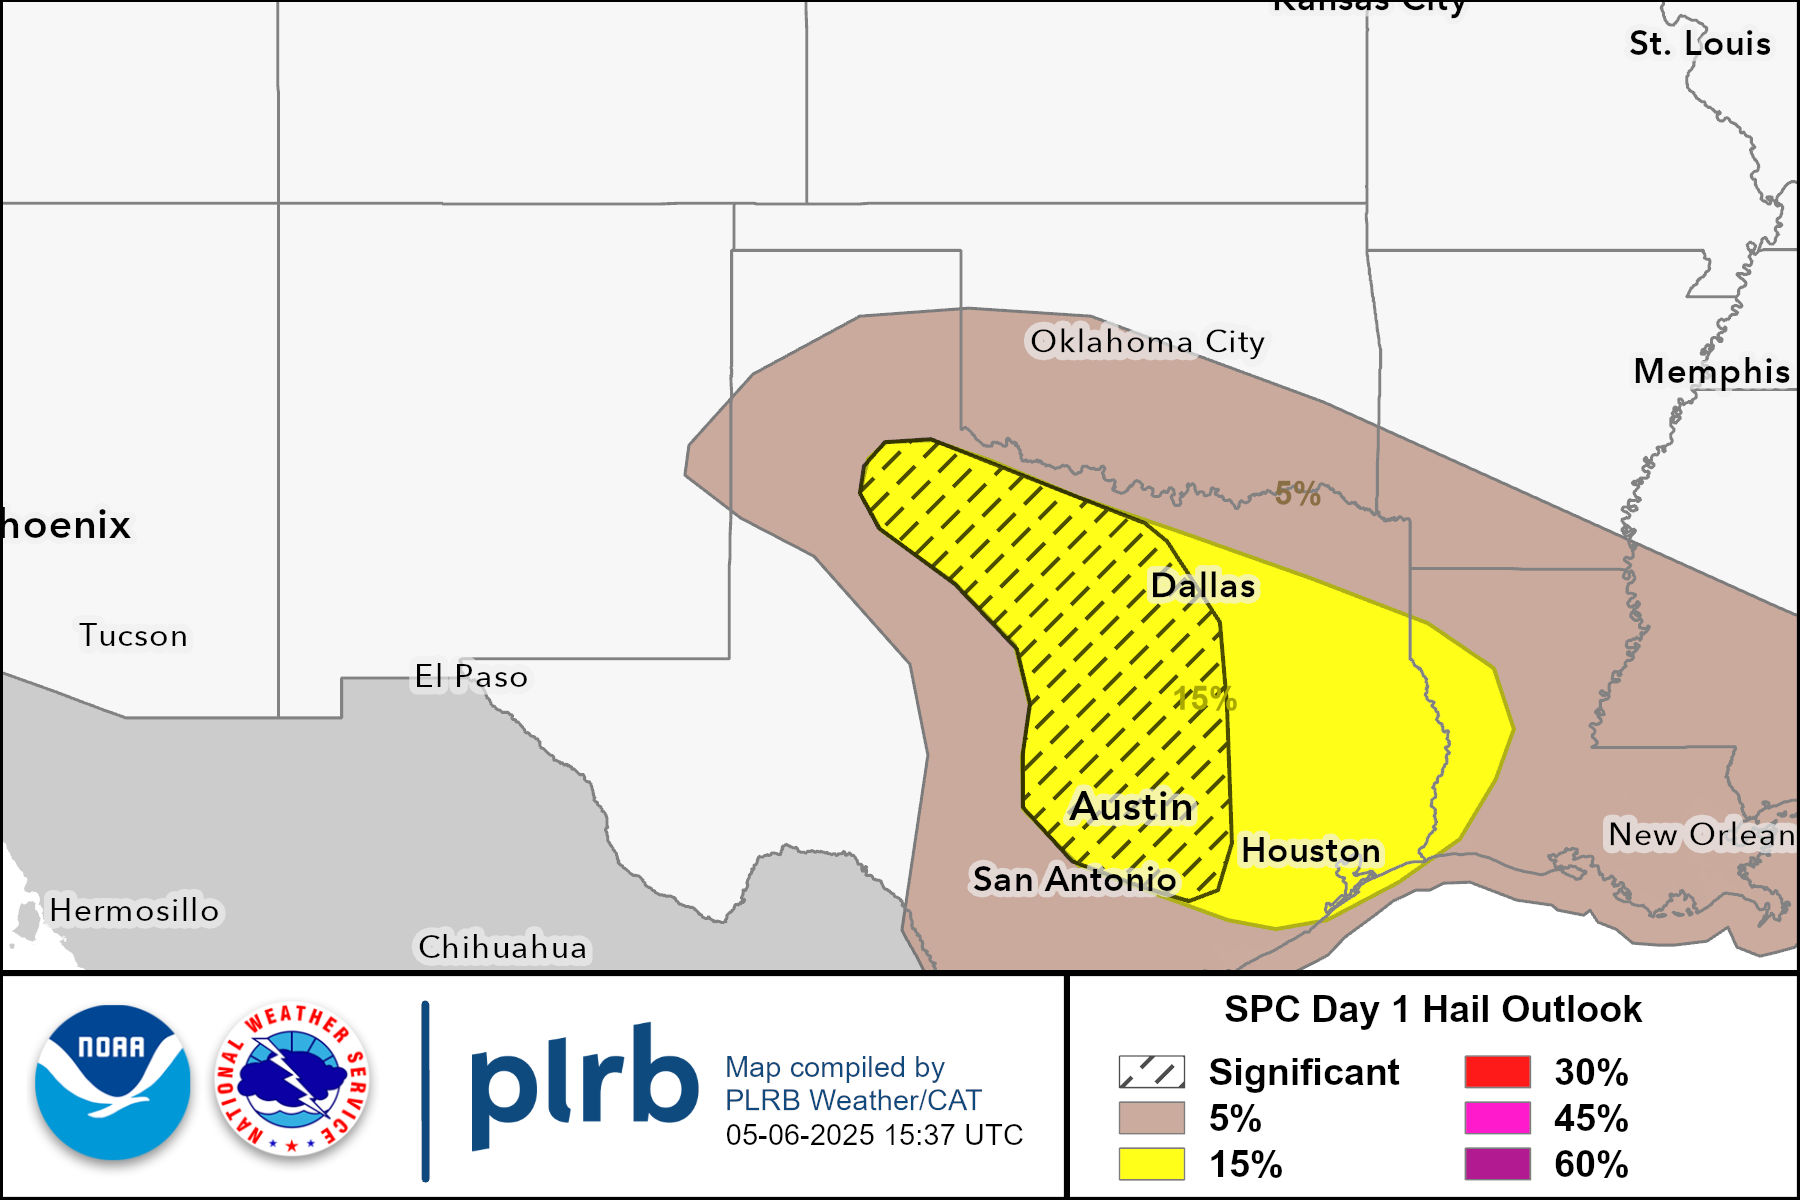 Kansas City
St. Louis
Oklahoma City
Memphis
5%
hoenix
Dallas
Tucson
El Paso
15%
Austin
Houston
New Orlean
San Antonio
Hermosillo
Chihuahua
NOAA
NATIONAL WEATHER SERVICE
plrb
Map compiled by
PLRB Weather/CAT
05-06-2025 15:37 UTC
SPC Day 1 Hail Outlook
Significant
5%
15%
30%
45%
60%